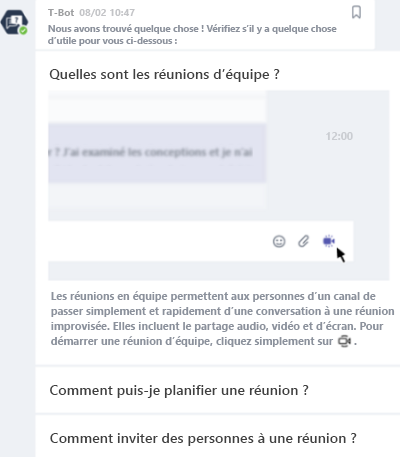 T-Bot 08/02 10:47
Nous avons trouvé quelque chose ! Vérifiez s'il y a quelque chose
d'utile pour vous ci-dessous :
Quelles sont les réunions d'équipe ?
12:00
r ? J'ai examiné les conceptions et je n'ai
Les réunions en équipe permettent aux personnes d'un canal de
passer simplement et rapidement d'une conversation à une réunion
improvisée. Elles incluent le partage audio, vidéo et d'écran. Pour
démarrer une réunion d'équipe, cliquez simplement sur .
Comment puis-je planifier une réunion ?
Comment inviter des personnes à une réunion ?